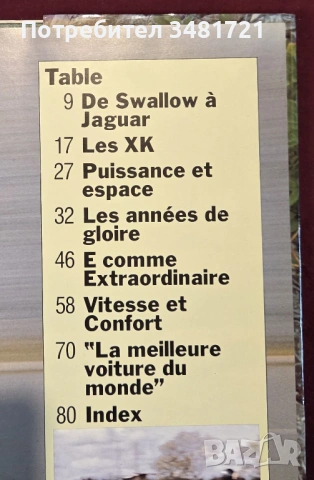 Потребител 3481721
Table
9 De Swallow à
Jaguar
17 Les XK
27 Puissance et
espace
32 Les années de
gloire
46 E comme
Extraordinaire
58 Vitesse et
Confort
70 "La meilleure
voiture du
monde"
80 Index
BAZAR